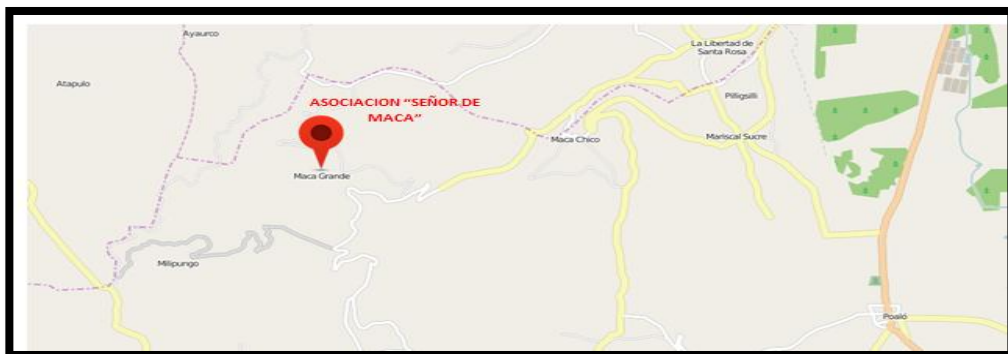 Ayaurco
La Libertad de
Santa Rosa
Atapulo
Pilligsilli
ASOCIACION "SEÑOR DE
MACA"
Maca Chico
Mariscal Sucre
Maca Grande
Milipungo
Poaló